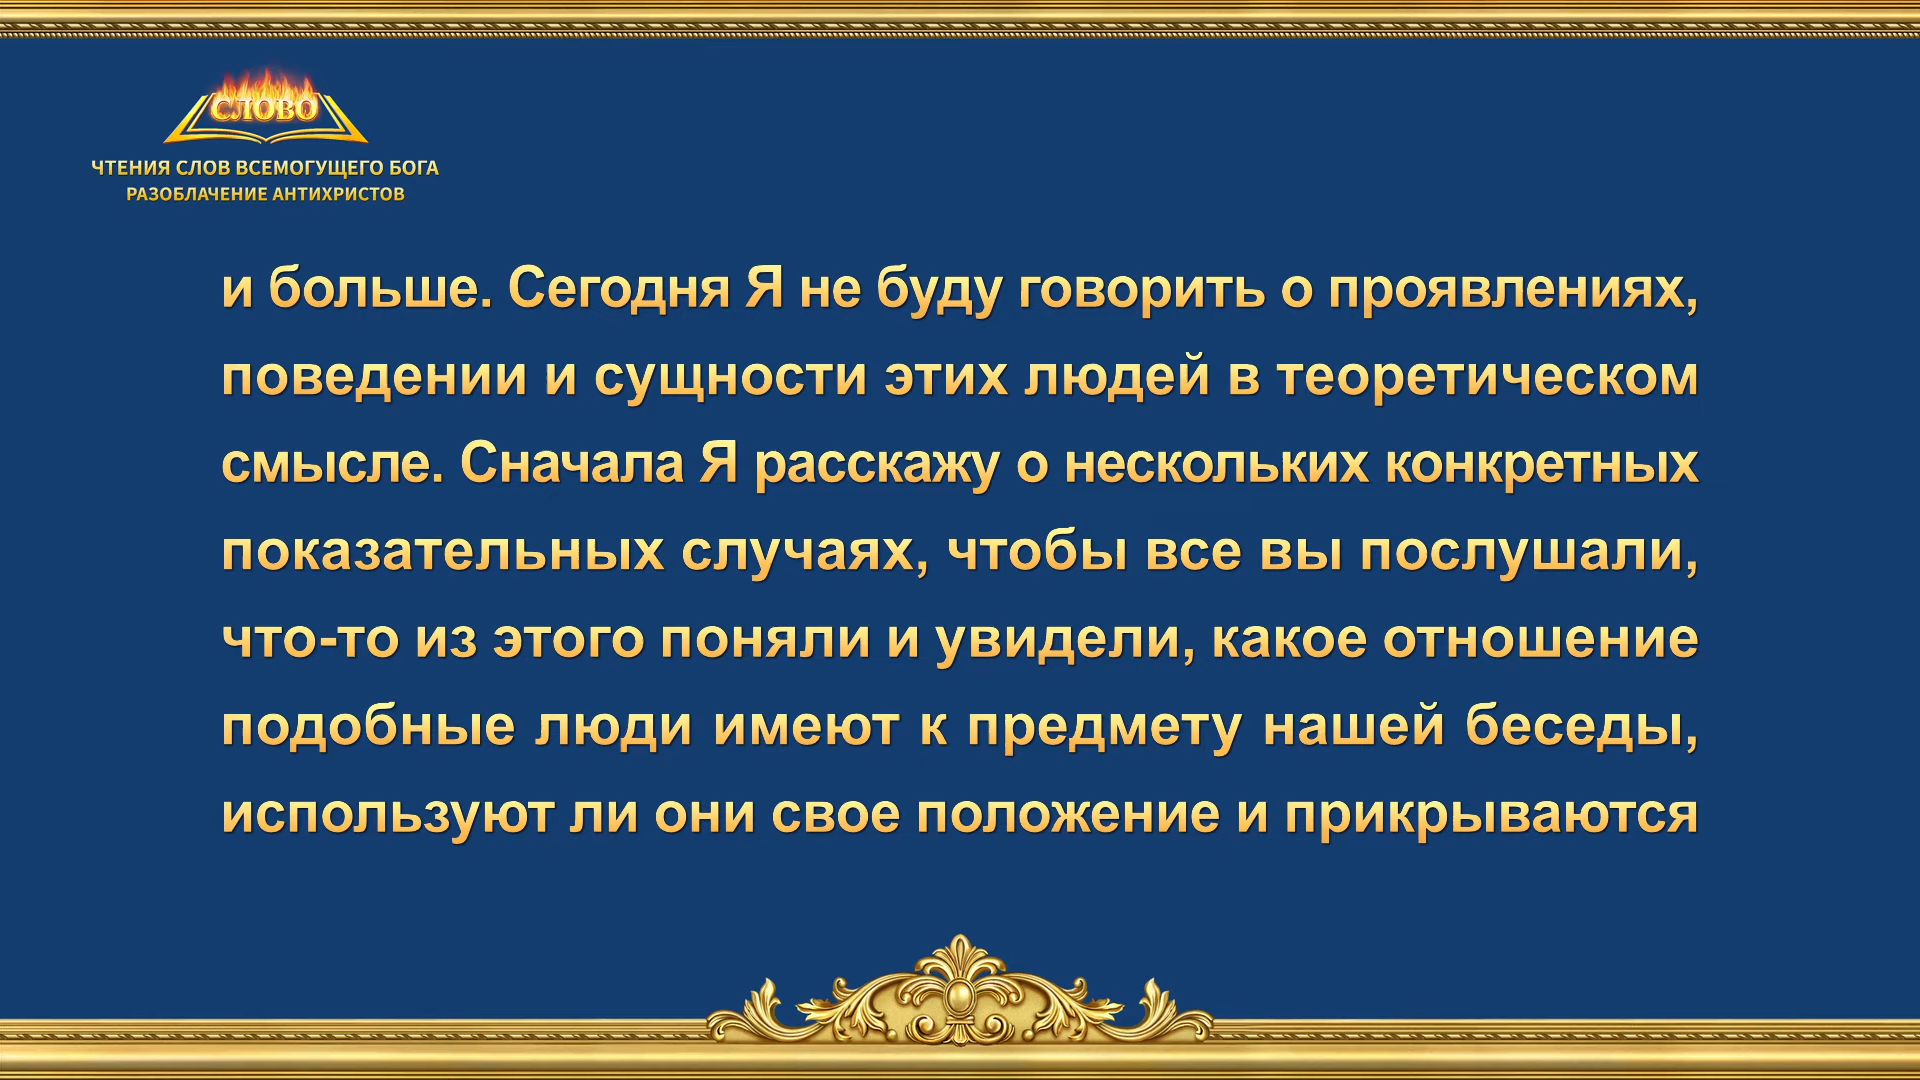 СЛОВО
ЧТЕНИЯ СЛОВ ВСЕМОГУЩЕГО БОГА
РАЗОБЛАЧЕНИЕ АНТИХРИСТОВ
и больше. Сегодня Я не буду говорить о проявлениях,
поведении и сущности этих людей в теоретическом
смысле. Сначала Я расскажу о нескольких конкретных
показательных случаях, чтобы все вы послушали,
что-то из этого поняли и увидели, какое отношение
подобные люди имеют к предмету нашей беседы,
используют ли они свое положение и прикрываются